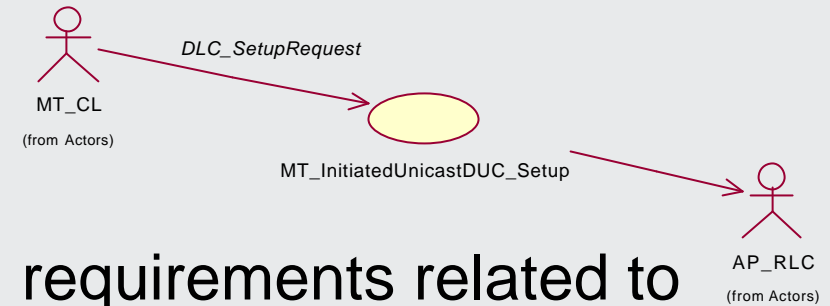 DLC_SetupRequest
MT_CL
(from Actors)
MT_InitiatedUnicastDUC_Setup
AP_RLC
(from Actors)
requirements related to